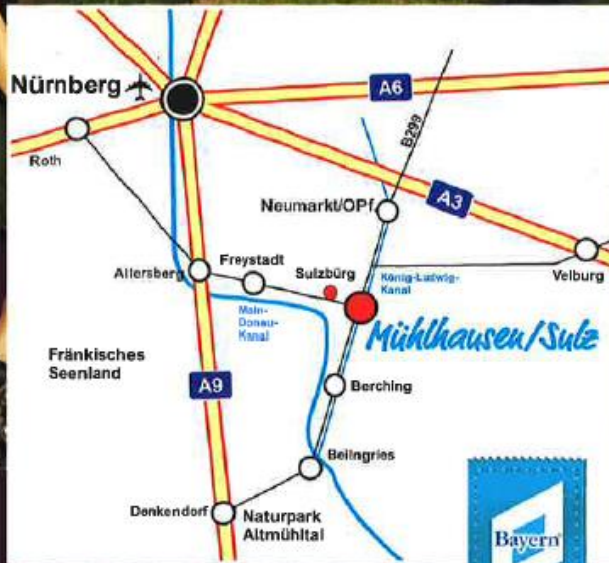 Nürnberg
A6
B299
Roth
A3
Neumarkt/OPf
Allersberg
Freystadt
Sulzbürg
König-Ludwig-
Kanal
Velburg
Main-
Donau-
Kanal
Mühlhausen/Sulz
Fränkisches
Seenland
A9
Berching
Beilngries
Denkendorf
Naturpark
Altmühltal
Bayern